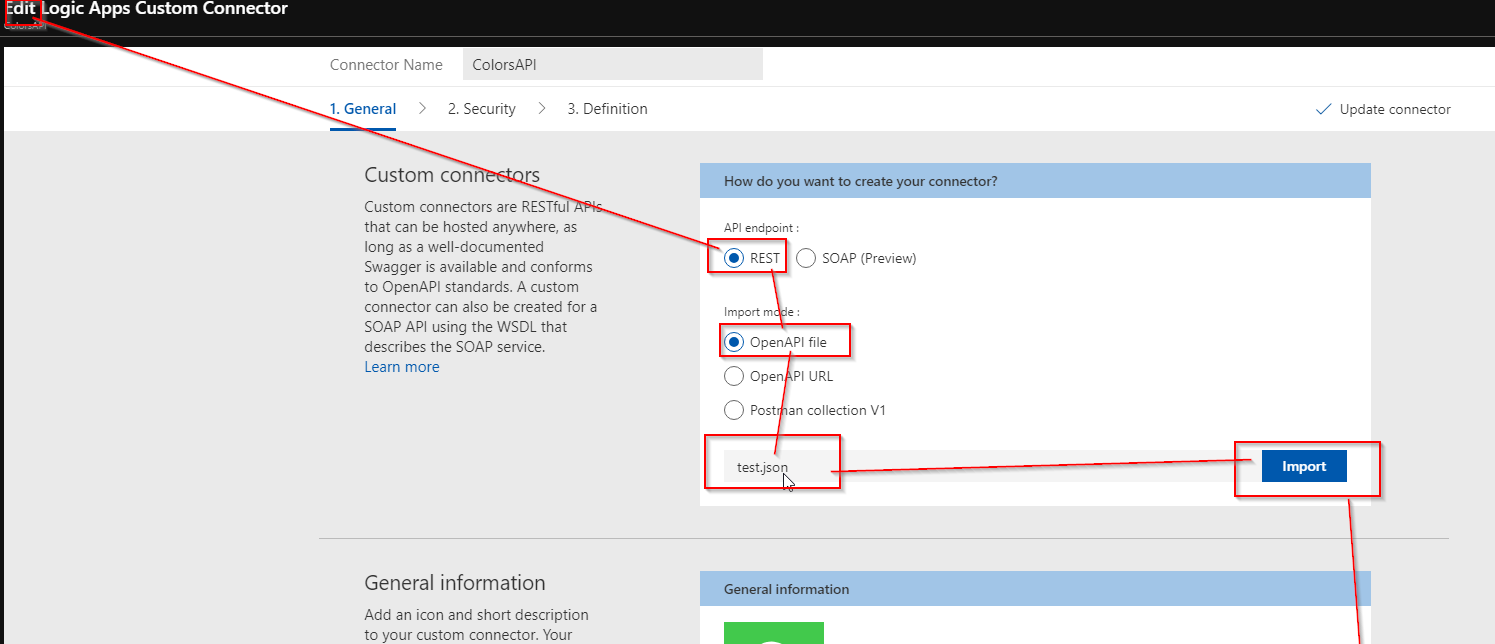 Edit Logic Apps Custom Connector
ColorsAPI
Connector Name
ColorsAPI
1. General
2. Security
3. Definition
Update connector
Custom connectors
Custom connectors are RESTful APIs
that can be hosted anywhere, as
long as a well-documented
Swagger is available and conforms
to OpenAPI standards. A custom
connector can also be created for a
SOAP API using the WSDL that
describes the SOAP service.
Learn more
How do you want to create your connector?
API endpoint :
REST
SOAP (Preview)
Import mode :
OpenAPI file
OpenAPI URL
Postman collection V1
test.json
Import
General information
Add an icon and short description
to your custom connector. Your
General information